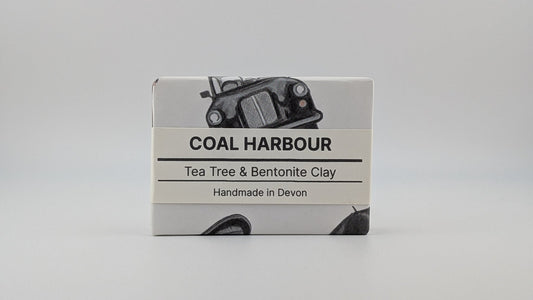 COAL HARBOUR
Tea Tree & Bentonite Clay
Handmade in Devon